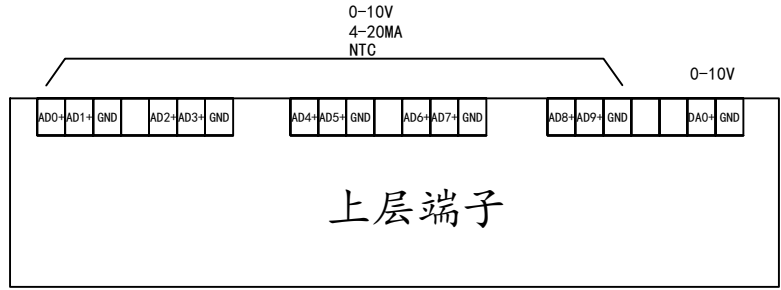 0-10V
4-20MA
NTC
0-10V
AD0+ AD1+ GND AD2+ AD3+ GND AD4+ AD5+ GND AD6+ AD7+ GND AD8+ AD9+ GND DA0+ GND
上层端子